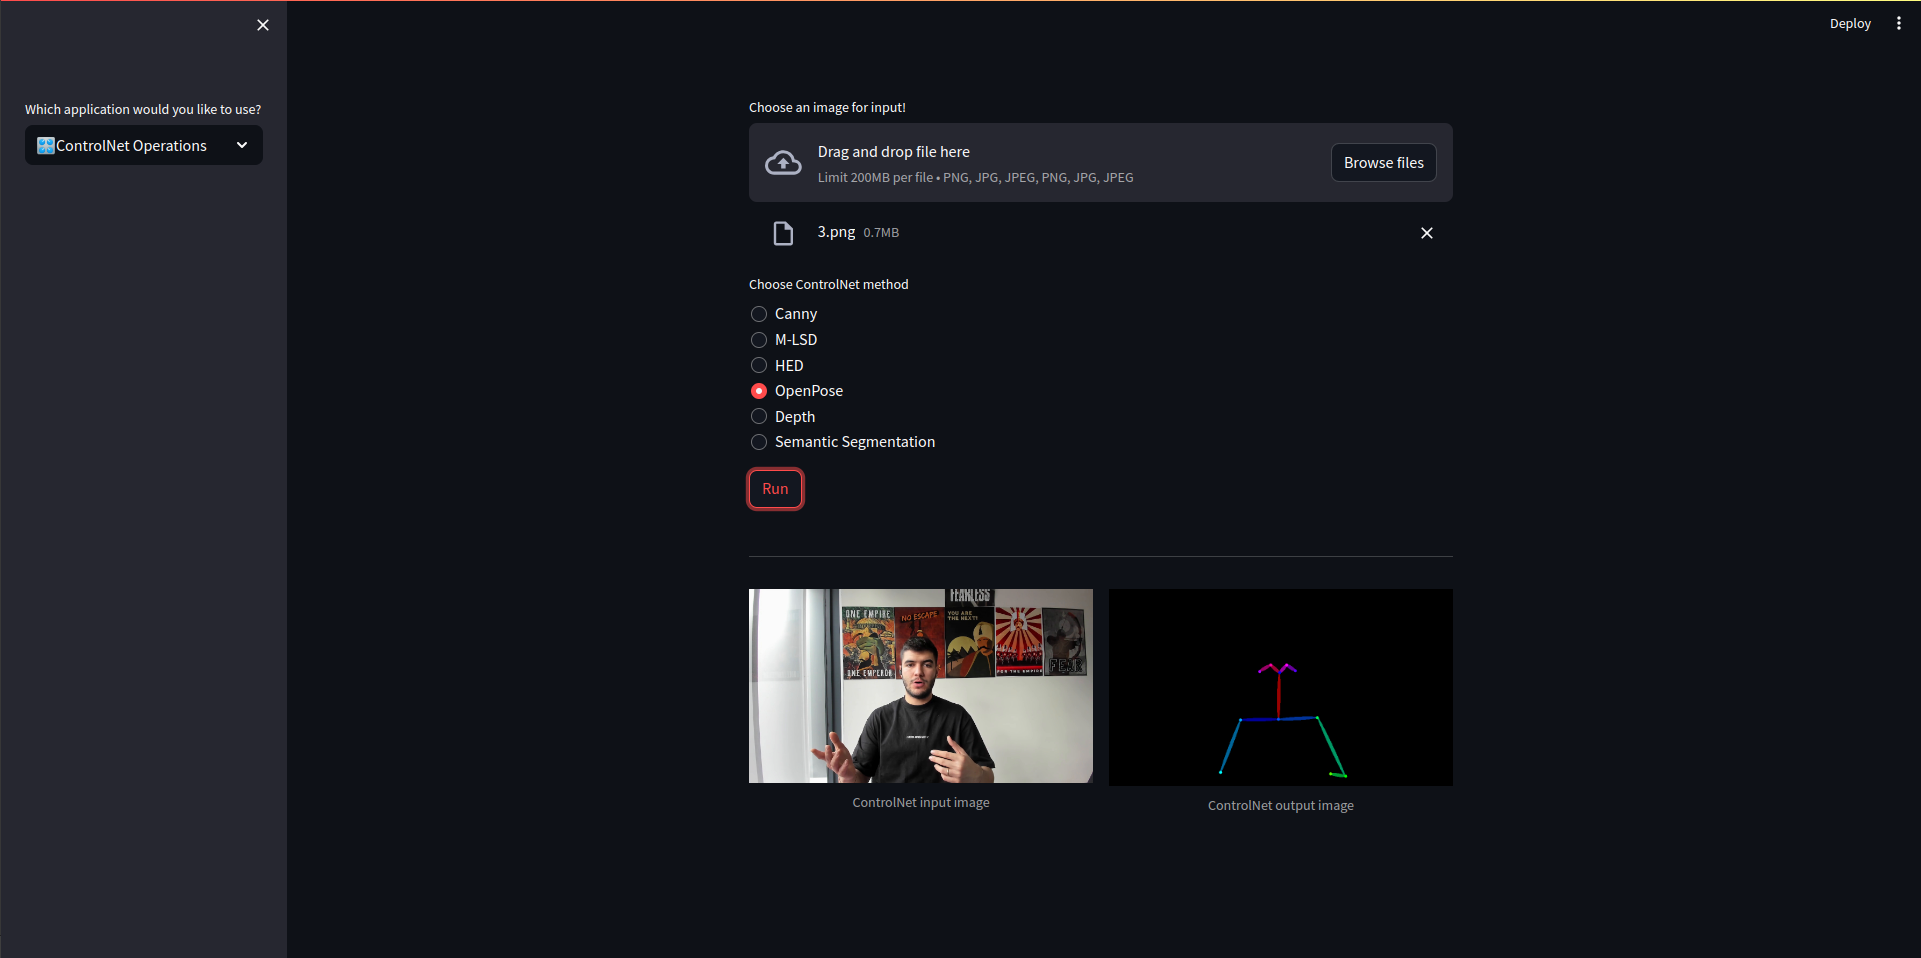 Deploy
Which application would you like to use?
ControlNet Operations
Choose an image for input!
Drag and drop file here
Limit 200MB per file • PNG, JPG, JPEG, PNG, JPG, JPEG
Browse files
3.png 0.7MB
Choose ControlNet method
Canny
M-LSD
HED
OpenPose
Depth
Semantic Segmentation
Run
FEARLESS
ONE EMPIRE
NO ESCAPE
YOU ARE
THE NEXT!
ONE EMPEROR
FOR THE EMPIRE
FEAR
ControlNet input image
ControlNet output image